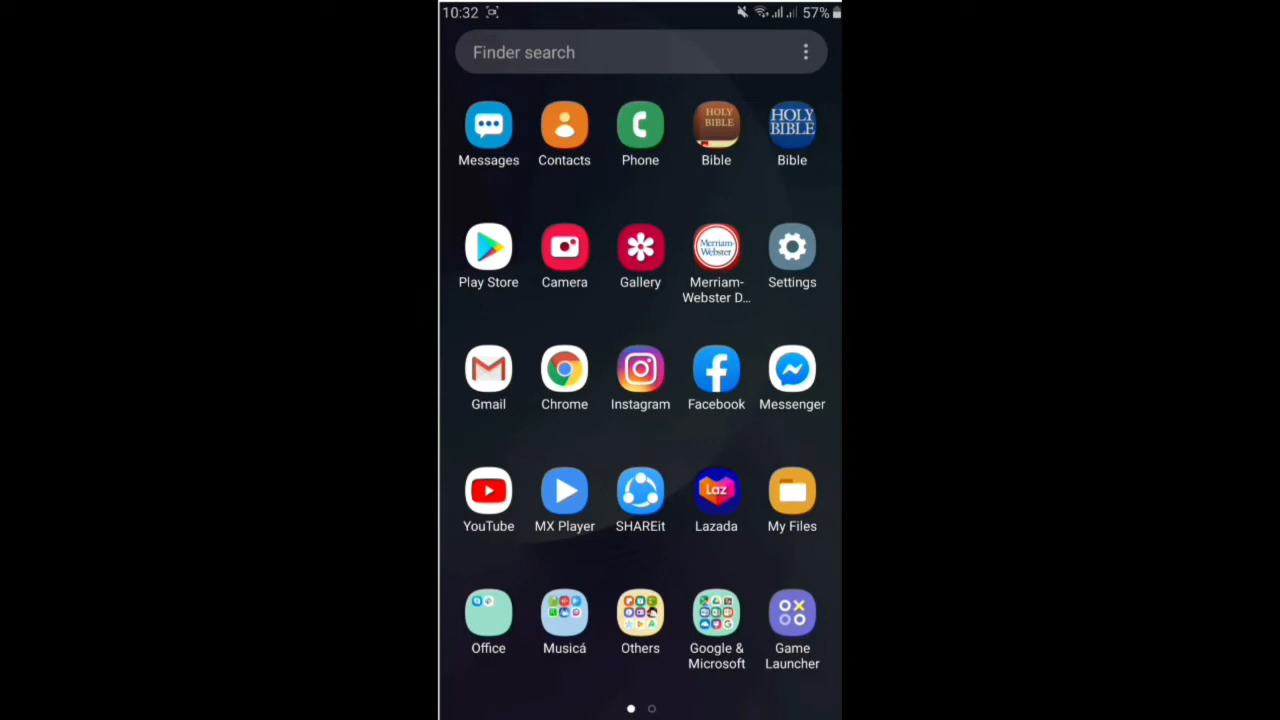 10:32 57%
Finder search
HOLY BIBLE HOLY BIBLE
Messages Contacts Phone Bible Bible
Merriam-Webster
Play Store Camera Gallery Merriam- Settings
Webster D...
Gmail Chrome Instagram Facebook Messenger
Laz
YouTube MX Player SHAREit Lazada My Files
Office Musicá Others Google & Game
Microsoft Launcher